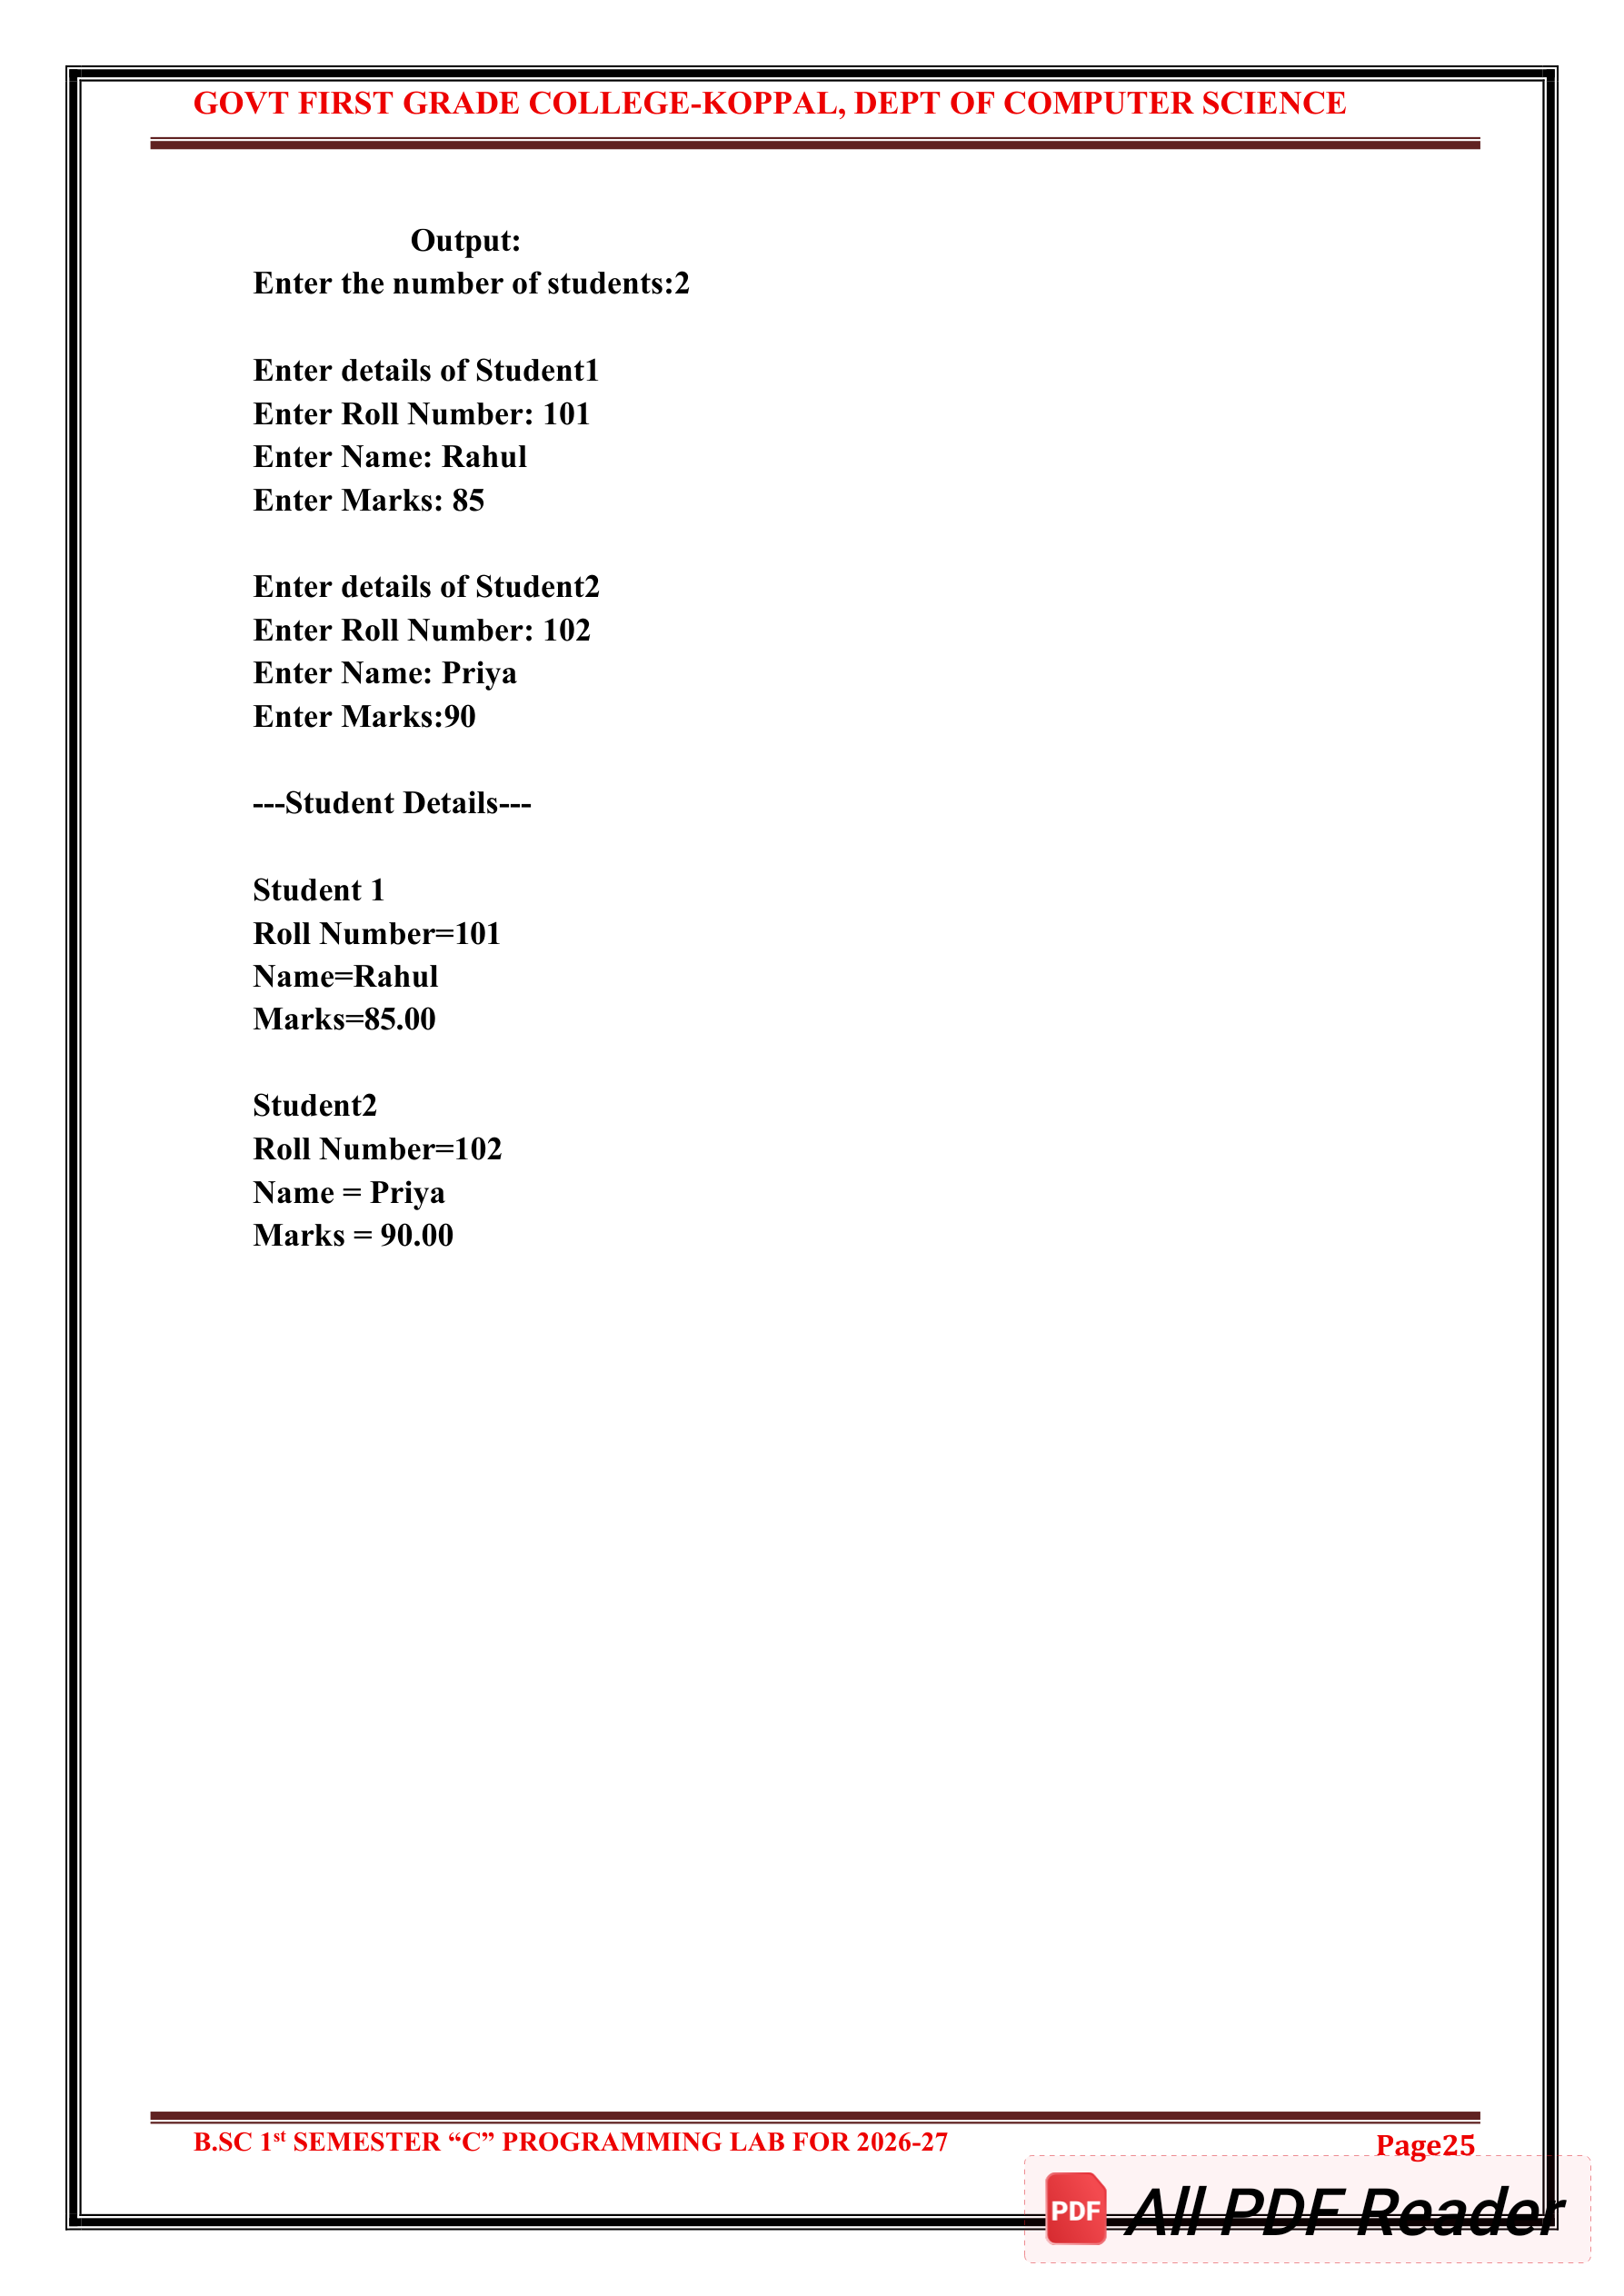 GOVT FIRST GRADE COLLEGE-KOPPAL, DEPT OF COMPUTER SCIENCE
Output:
Enter the number of students:2
Enter details of Student1
Enter Roll Number: 101
Enter Name: Rahul
Enter Marks: 85
Enter details of Student2
Enter Roll Number: 102
Enter Name: Priya
Enter Marks:90
---Student Details---
Student 1
Roll Number=101
Name=Rahul
Marks=85.00
Student2
Roll Number=102
Name = Priya
Marks = 90.00
B.SC 1st SEMESTER “C” PROGRAMMING LAB FOR 2026-27
Page25
PDF All PDF Reader